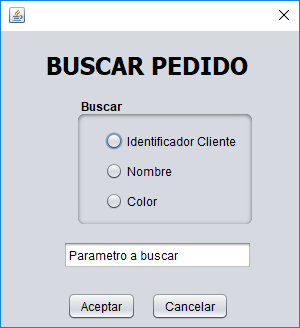 BUSCAR PEDIDO
Buscar
Identificador Cliente
Nombre
Color
Parametro a buscar
Aceptar Cancelar